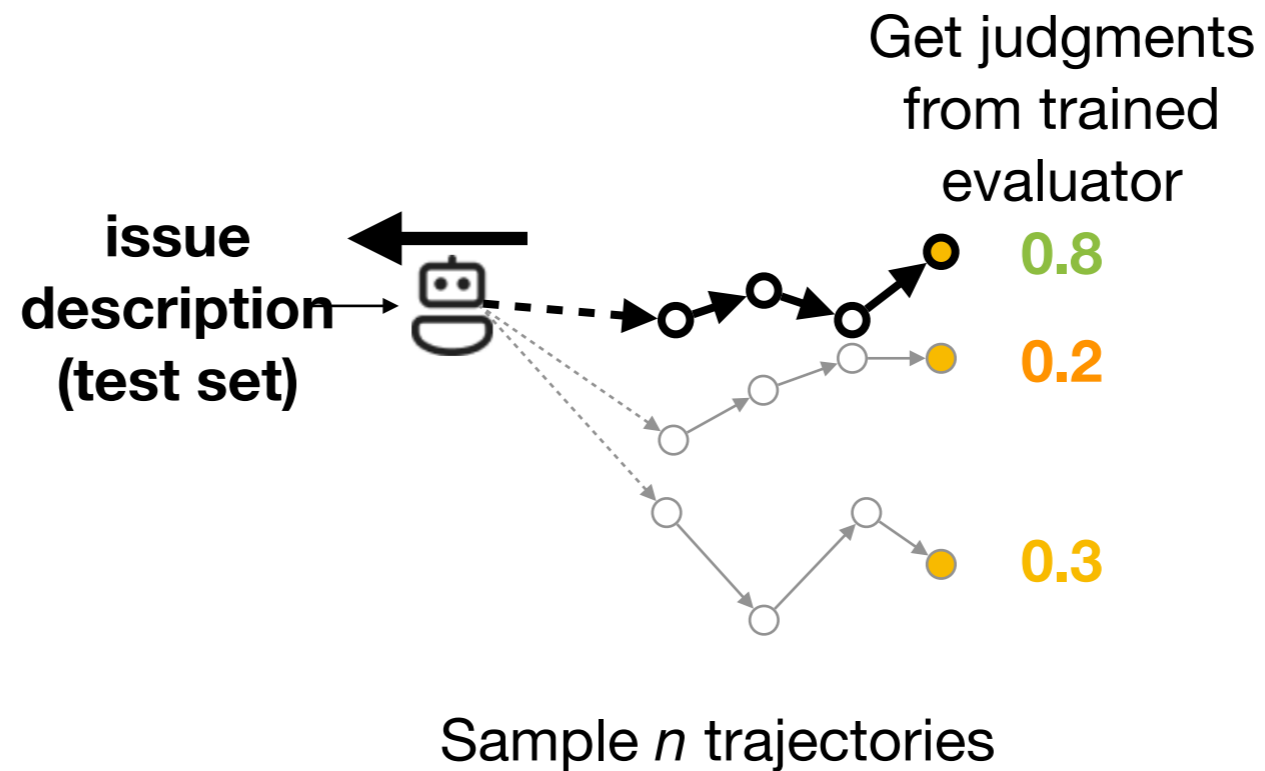 Get judgments
from trained
evaluator
issue
description
(test set)
0.8
0.2
0.3
Sample n trajectories